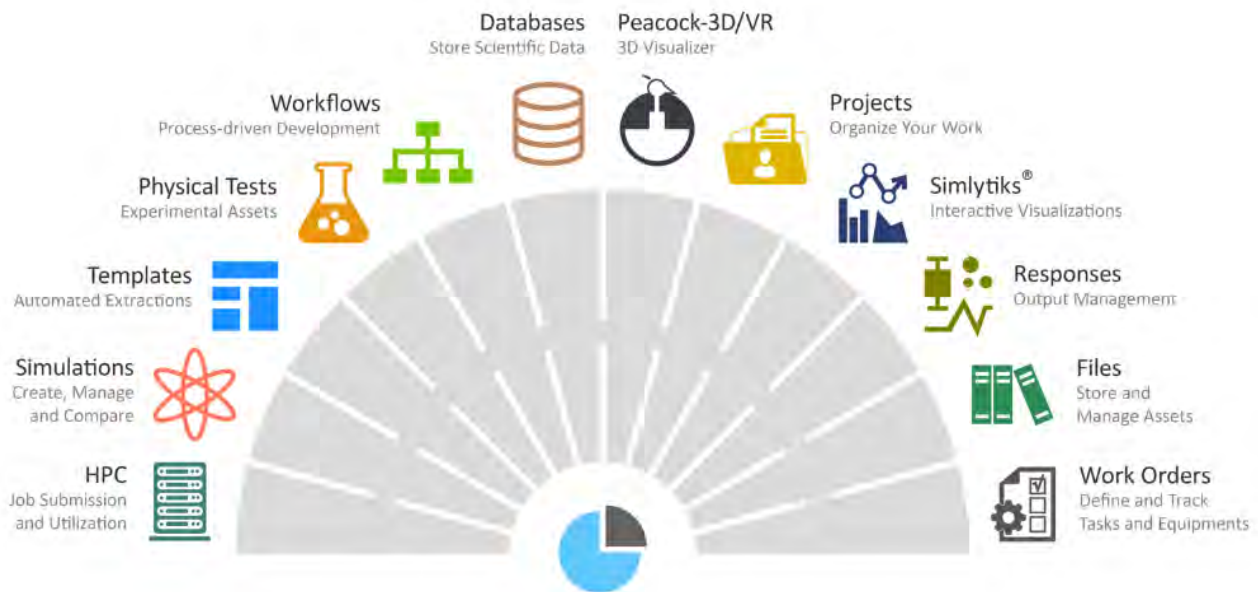 Databases
Store Scientific Data
Peacock-3D/VR
3D Visualizer
Workflows
Process-driven Development
Projects
Organize Your Work
Physical Tests
Experimental Assets
Simlytiks®
Interactive Visualizations
Templates
Automated Extractions
Responses
Output Management
Simulations
Create, Manage
and Compare
Files
Store and
Manage Assets
HPC
Job Submission
and Utilization
Work Orders
Define and Track
Tasks and Equipments